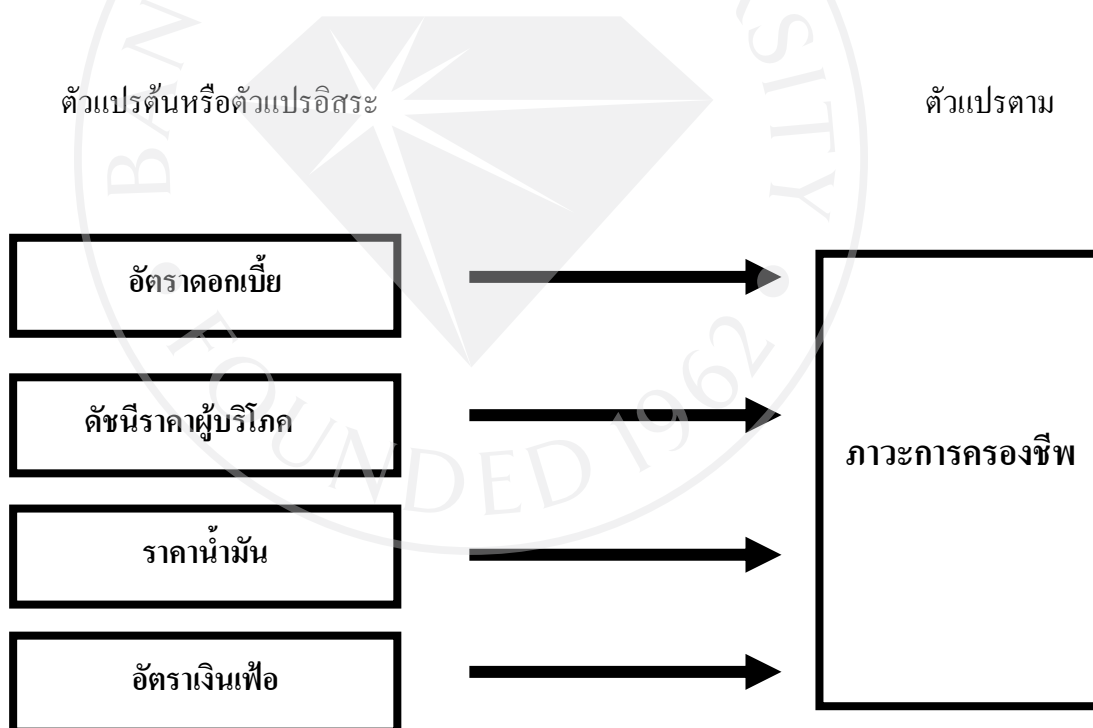 ตัวแปรต้นหรือตัวแปรอิสระ
ตัวแปรตาม
อัตราดอกเบี้ย
ดัชนีราคาผู้บริโภค
ราคาน้ำมัน
อัตราเงินเฟ้อ
ภาวะการครองชีพ
BAN
SITY
FOUNDED 1962